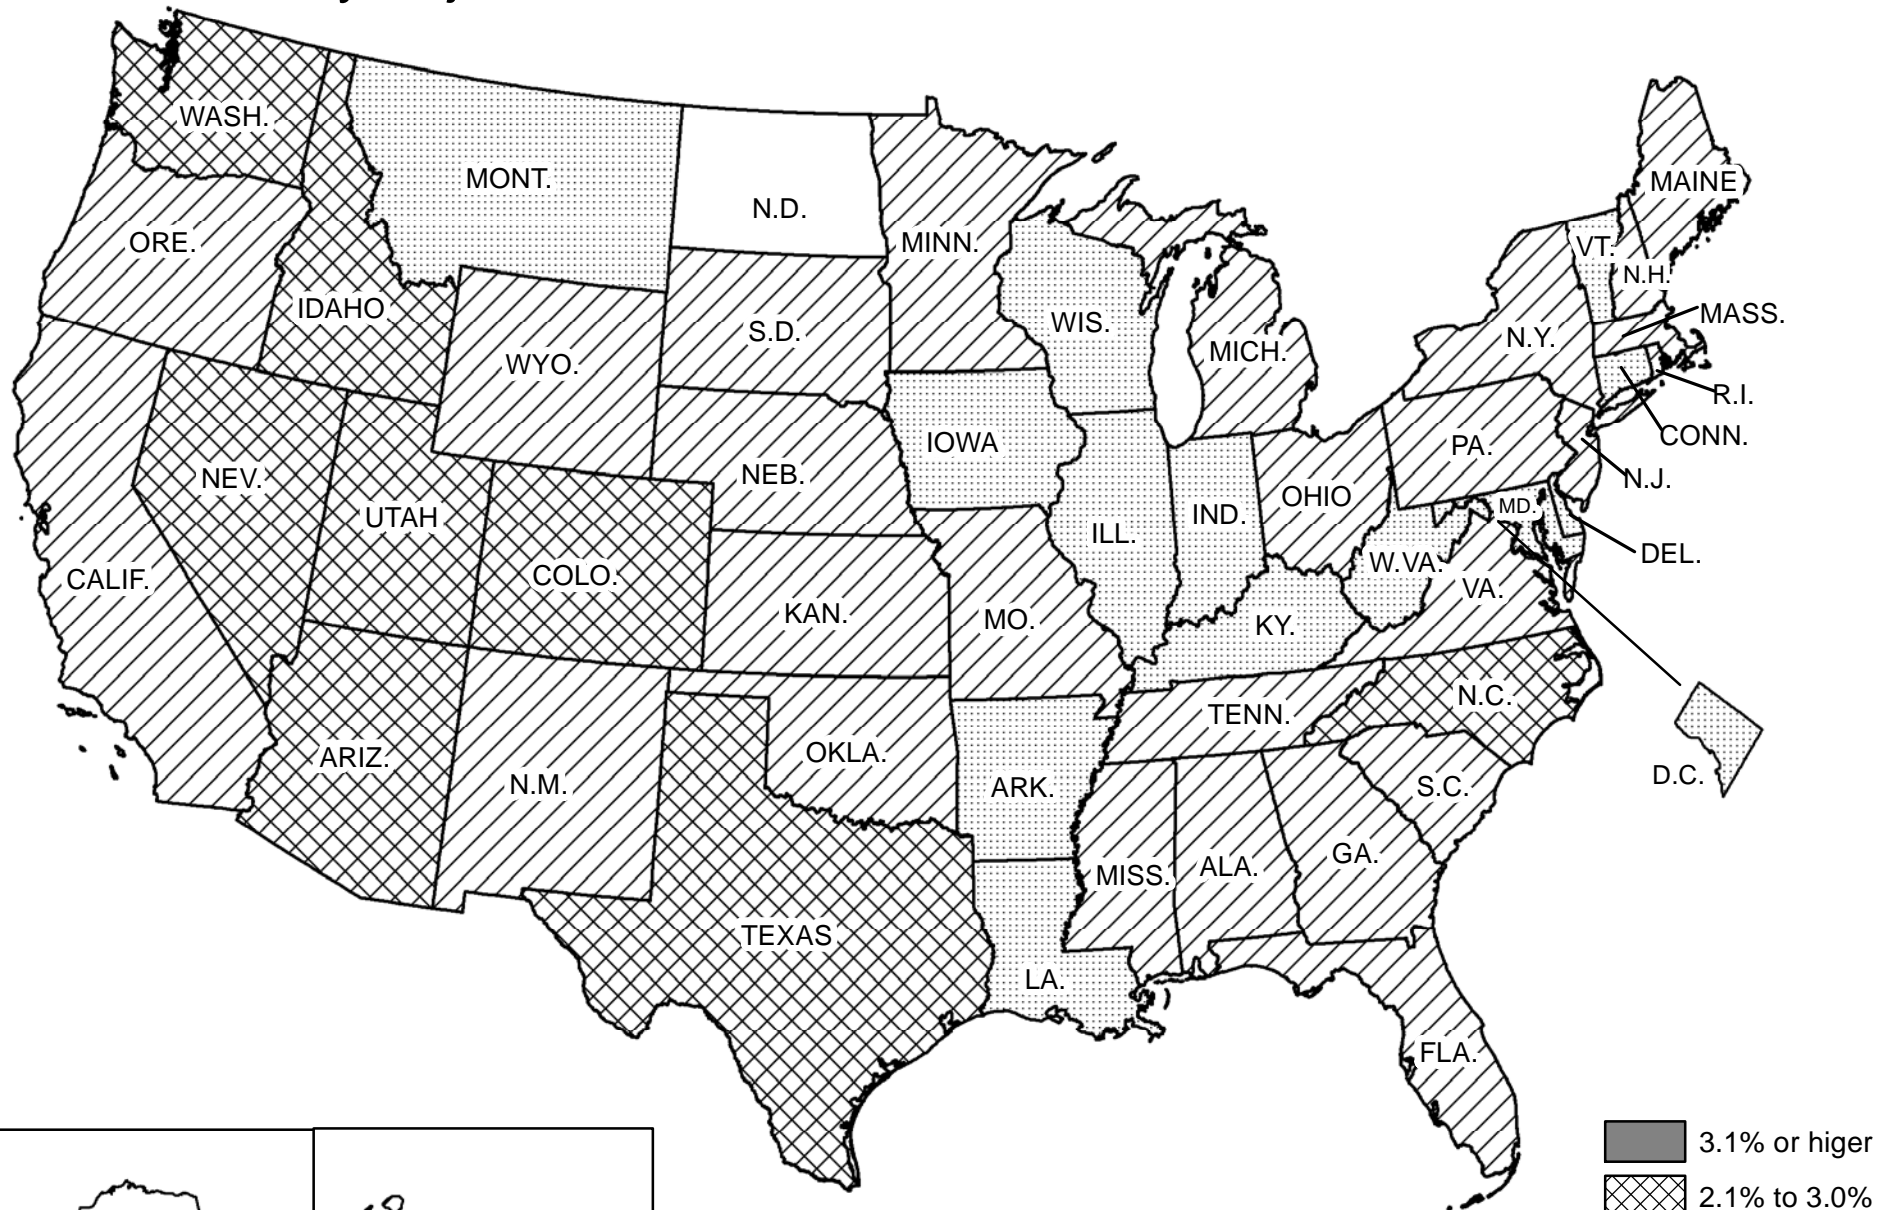 WASH.
MONT.
N.D.
MINN.
MAINE
ORE.
IDAHO
VT.
N.H.
MASS.
WIS.
S.D.
MICH.
N.Y.
WYO.
R.I.
CONN.
IOWA
NEB.
PA.
N.J.
NEV.
UTAH
OHIO
MD.
IND.
ILL.
DEL.
W.VA.
COLO.
CALIF.
VA.
KAN.
MO.
KY.
N.C.
TENN.
ARIZ.
OKLA.
D.C.
N.M.
ARK.
S.C.
GA.
MISS.
ALA.
TEXAS
LA.
FLA.
3.1% or higer
2.1% to 3.0%